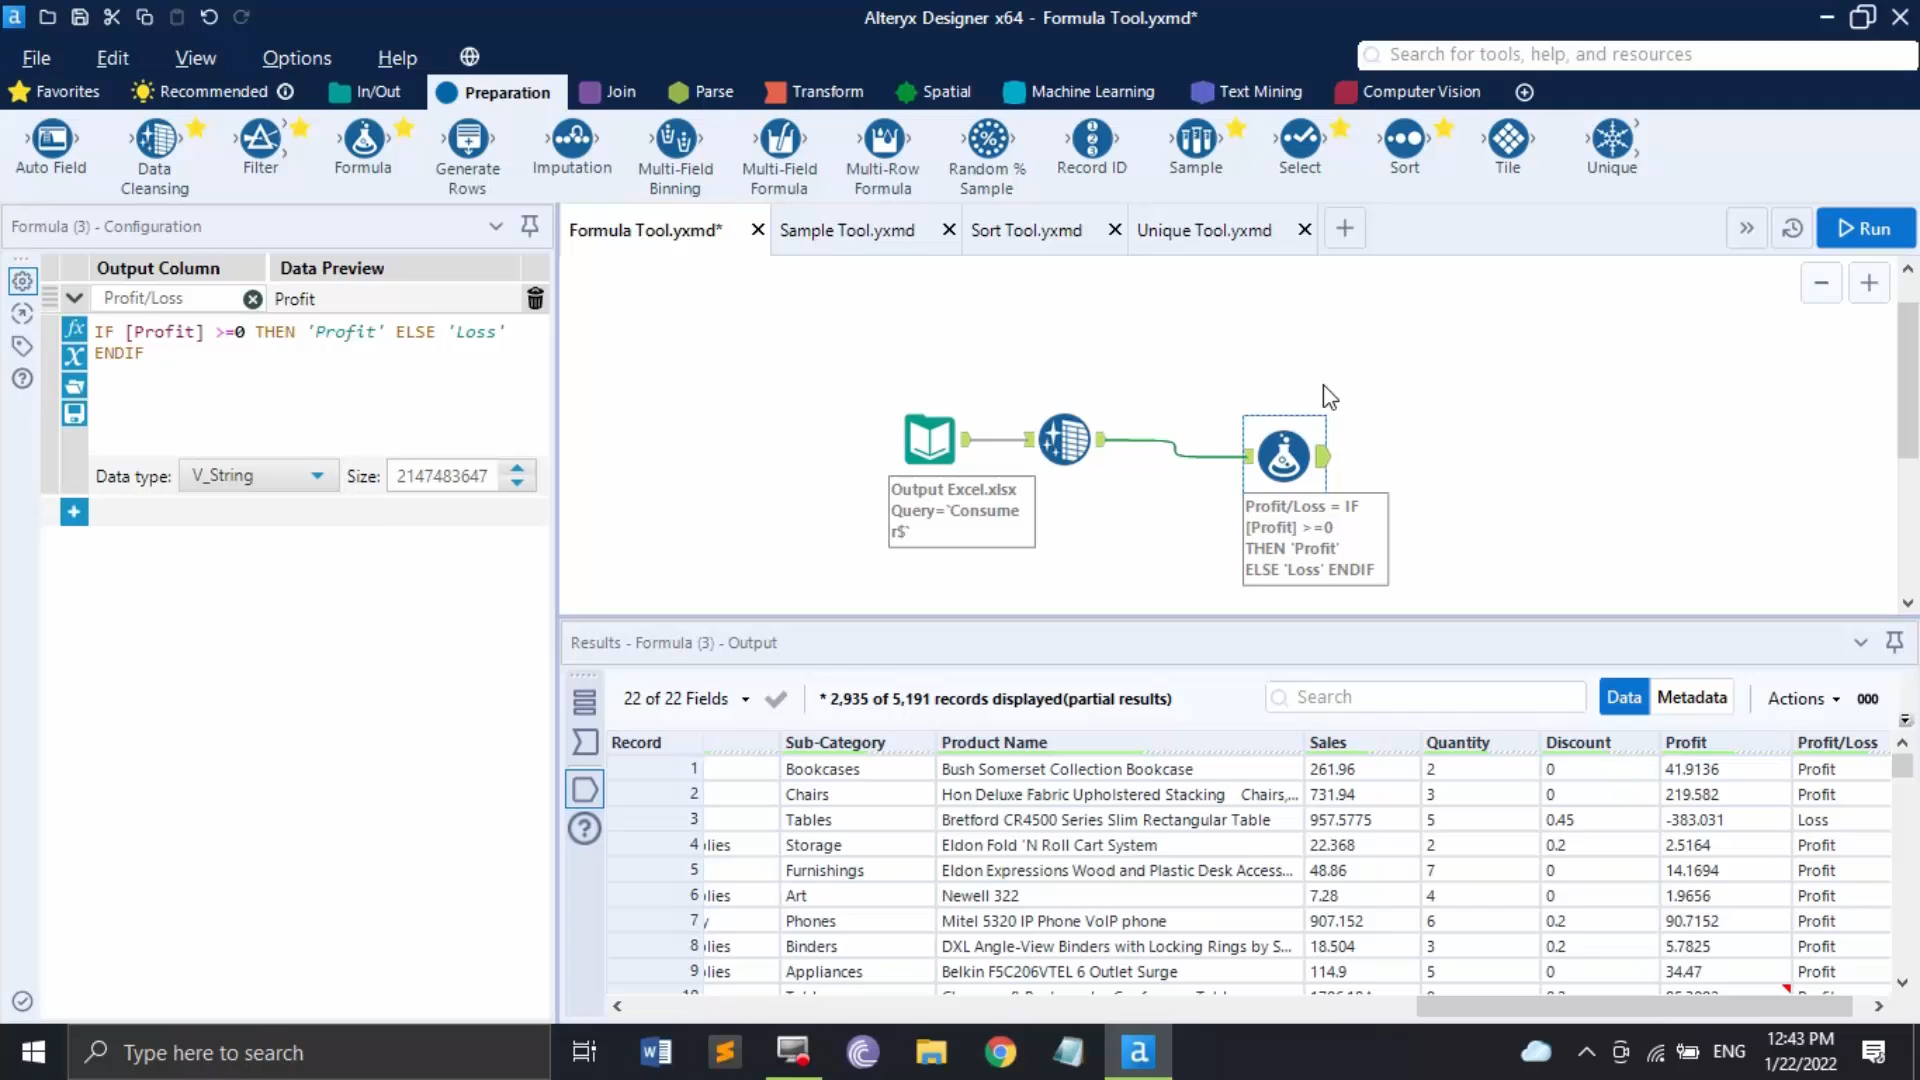 a
Alteryx Designer x64 - Formula Tool.yxmd*
File Edit View Options Help
Search for tools, help, and resources
Favorites Recommended In/Out Preparation Join Parse Transform Spatial Machine Learning Text Mining Computer Vision
Auto Field
Data Cleansing
Filter
Formula
Generate Rows
Imputation
Multi-Field Binning
Multi-Field Formula
Multi-Row Formula
Random % Sample
Record ID
Sample
Select
Sort
Tile
Unique
Formula (3) - Configuration
Formula Tool.yxmd* Sample Tool.yxmd Sort Tool.yxmd Unique Tool.yxmd
Run
Output Column Data Preview
Profit/Loss Profit
IF [Profit] >=0 THEN 'Profit' ELSE 'Loss'
ENDIF
Data type: V_String Size: 2147483647
Output Excel.xlsx
Query=`Consume
r$`
Profit/Loss = IF
[Profit] >=0
THEN 'Profit'
ELSE 'Loss' ENDIF
Results - Formula (3) - Output
22 of 22 Fields * 2,935 of 5,191 records displayed(partial results) Search Data Metadata Actions 000
Record Sub-Category Product Name Sales Quantity Discount Profit Profit/Loss
1 Bookcases Bush Somerset Collection Bookcase 261.96 2 0 41.9136 Profit
2 Chairs Hon Deluxe Fabric Upholstered Stacking Chairs,... 731.94 3 0 219.582 Profit
3 Tables Bretford CR4500 Series Slim Rectangular Table 957.5775 5 0.45 -383.031 Loss
4 lies Storage Eldon Fold 'N Roll Cart System 22.368 2 0.2 2.5164 Profit
5 Furnishings Eldon Expressions Wood and Plastic Desk Access... 48.86 7 0 14.1694 Profit
6 lies Art Newell 322 7.28 4 0 1.9656 Profit
7 y Phones Mitel 5320 IP Phone VoIP phone 907.152 6 0.2 90.7152 Profit
8 lies Binders DXL Angle-View Binders with Locking Rings by S... 18.504 3 0.2 5.7825 Profit
9 lies Appliances Belkin F5C206VTEL 6 Outlet Surge 114.9 5 0 34.47 Profit
Type here to search
ENG
12:43 PM
1/22/2022